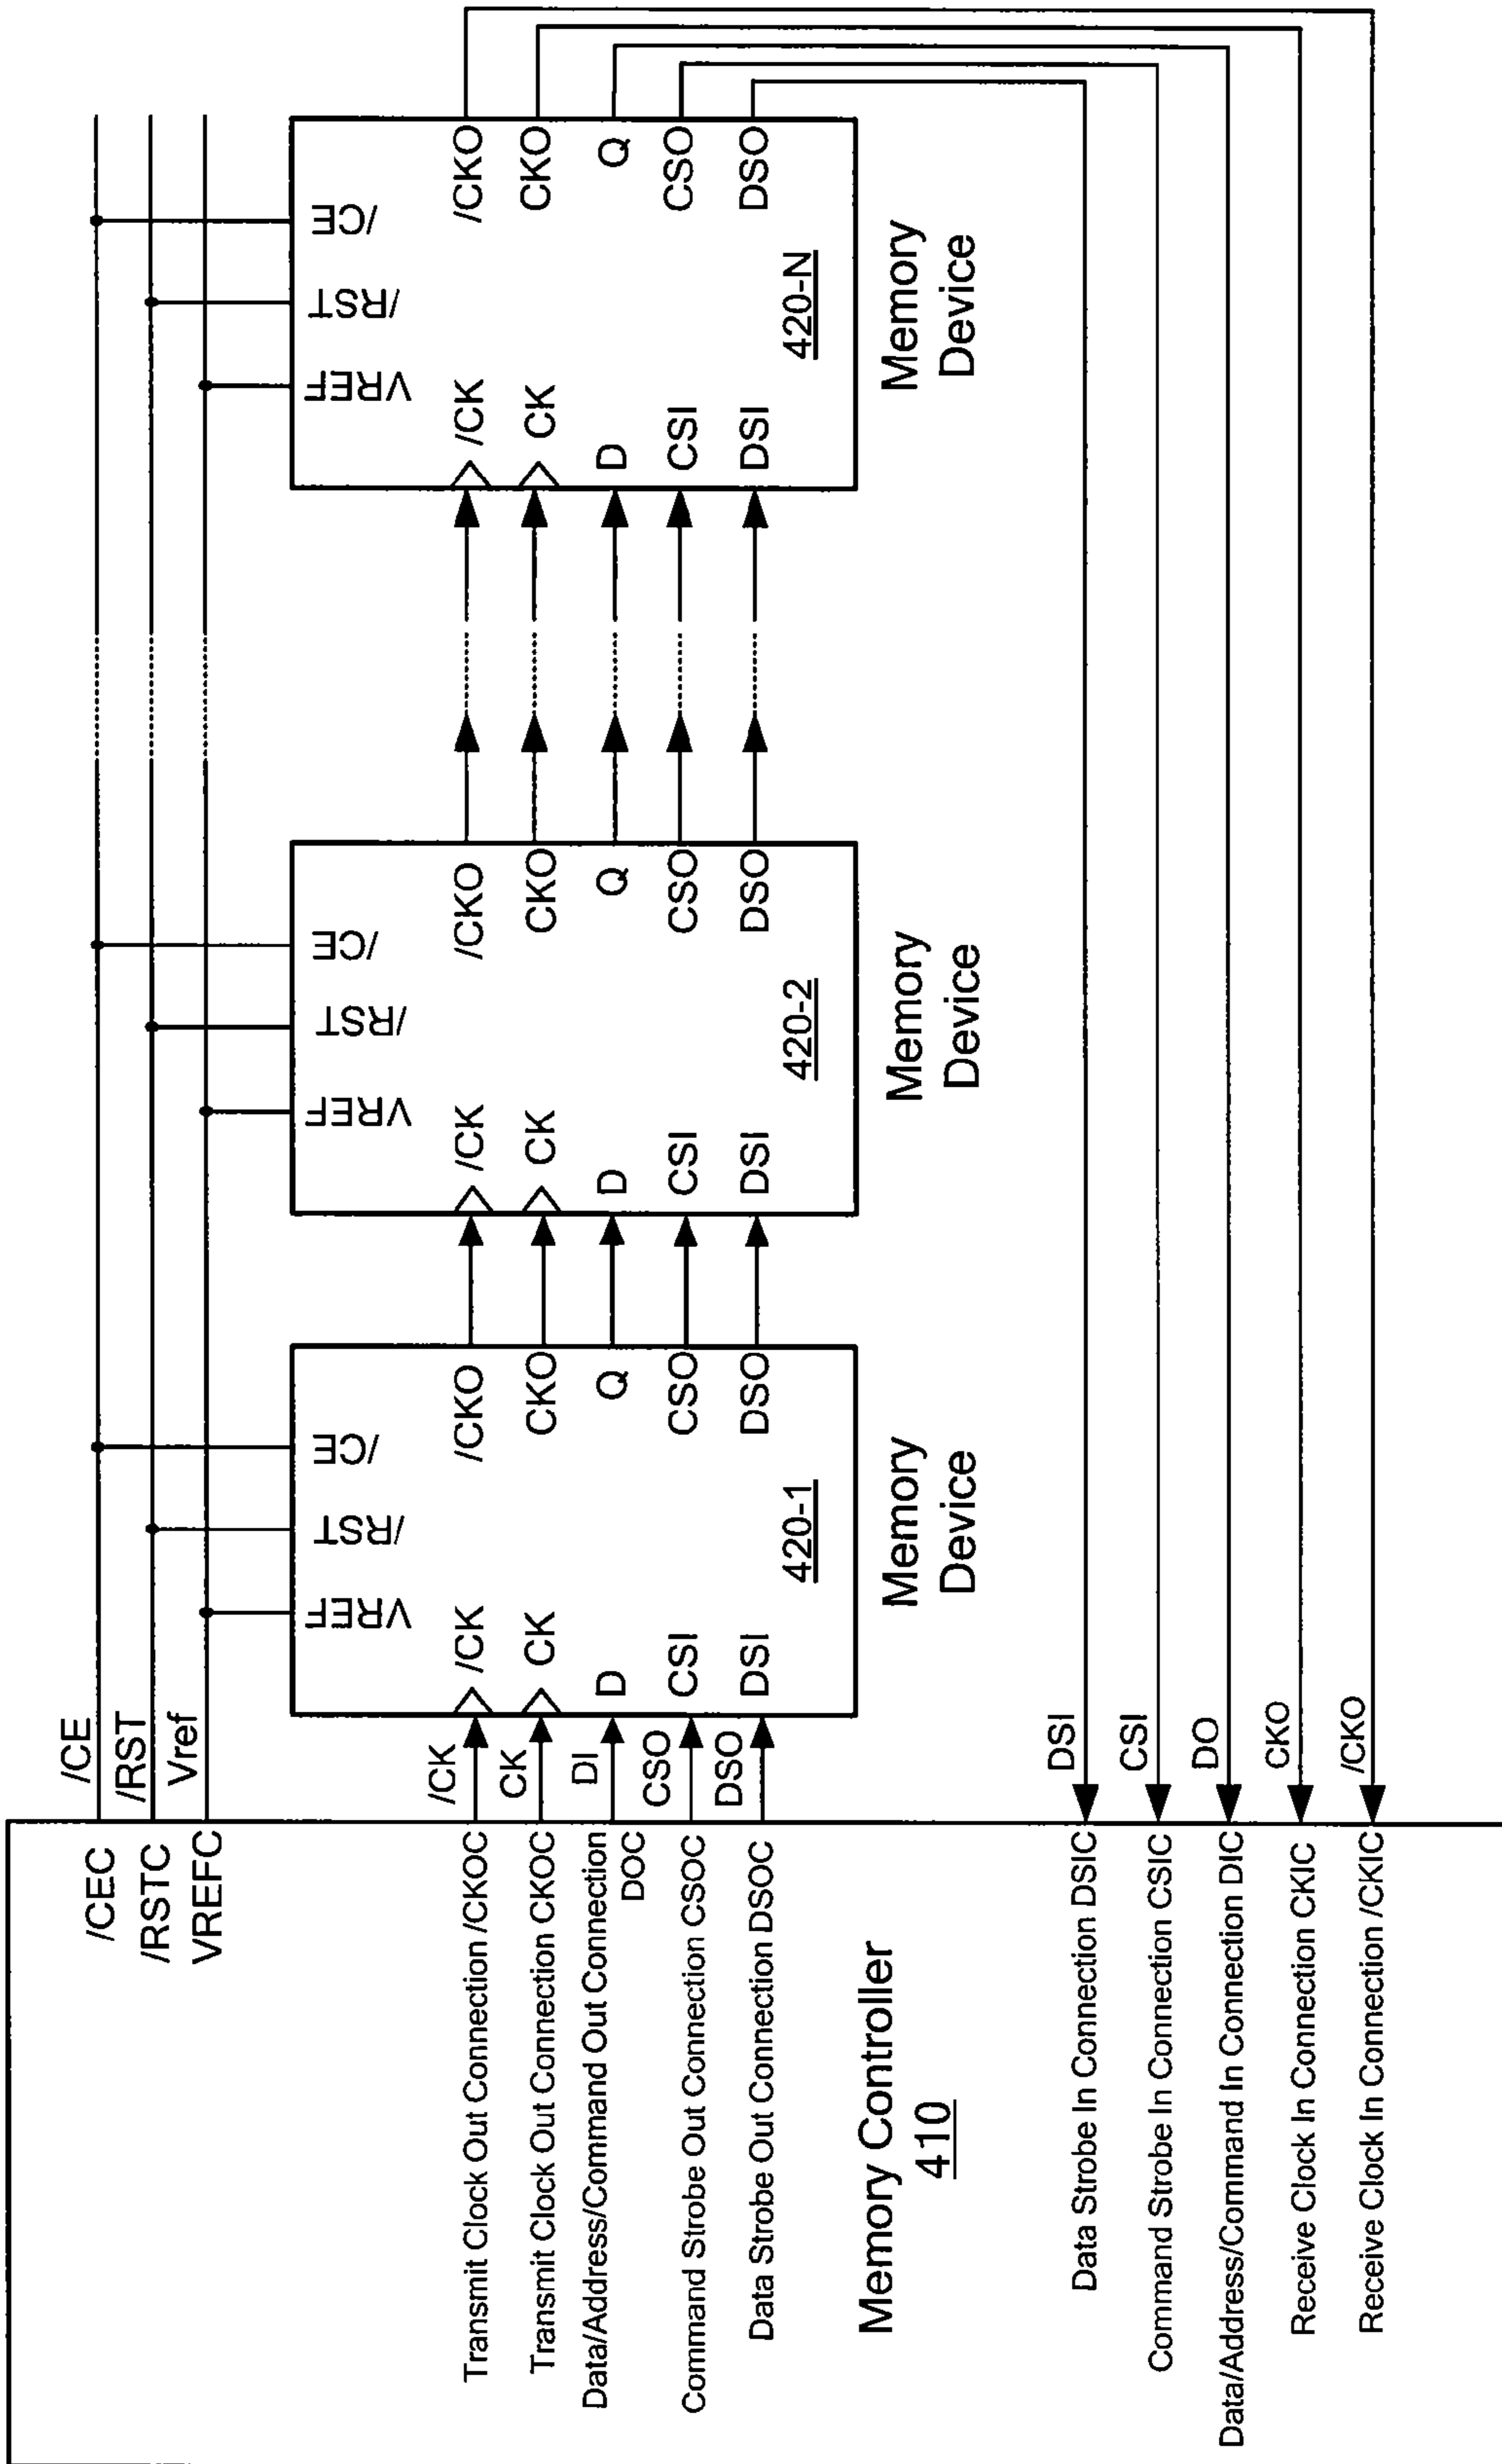 /CEC
/RSTC
VREFC
/CE
/RST
Vref
Transmit Clock Out Connection /CKOC
Transmit Clock Out Connection CKOC
Data/Address/Command Out Connection
DOC
Command Strobe Out Connection CSOC
Data Strobe Out Connection DSOC
Memory Controller
410
Data Strobe In Connection DSIC
Command Strobe In Connection CSIC
Data/Address/Command In Connection DIC
Receive Clock In Connection CKIC
Receive Clock In Connection /CKIC
/CK
CK
DI
CSO
DSO
DSI
CSI
DO
CKO
/CKO
VREF
/RST
/CE
/CK
CK
D
CSI
DSI
/CKO
CKO
Q
CSO
DSO
420-1
Memory
Device
VREF
/RST
/CE
/CK
CK
D
CSI
DSI
/CKO
CKO
Q
CSO
DSO
420-2
Memory
Device
VREF
/RST
/CE
/CK
CK
D
CSI
DSI
/CKO
CKO
Q
CSO
DSO
420-N
Memory
Device